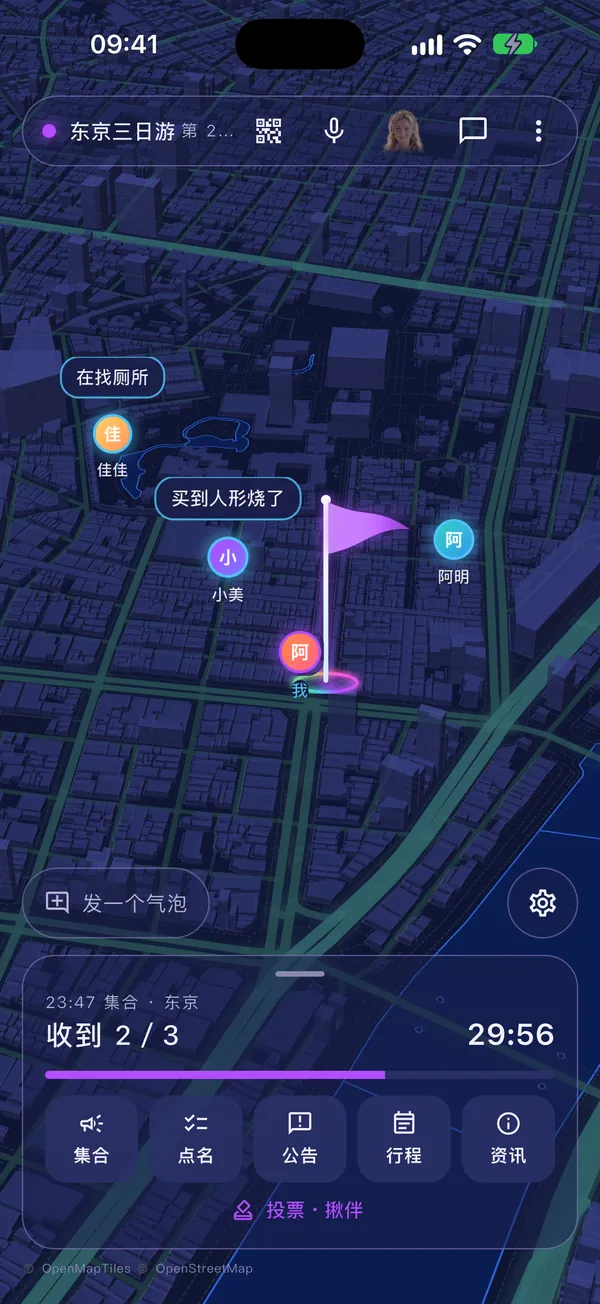 09:41
东京三日游 第 2...
在找厕所
佳
佳佳
买到人形烧了
小
小美
阿
阿明
阿
我
发一个气泡
23:47 集合 · 东京
收到 2 / 3
29:56
集合
点名
公告
行程
资讯
投票 · 揪伴
© OpenMapTiles © OpenStreetMap